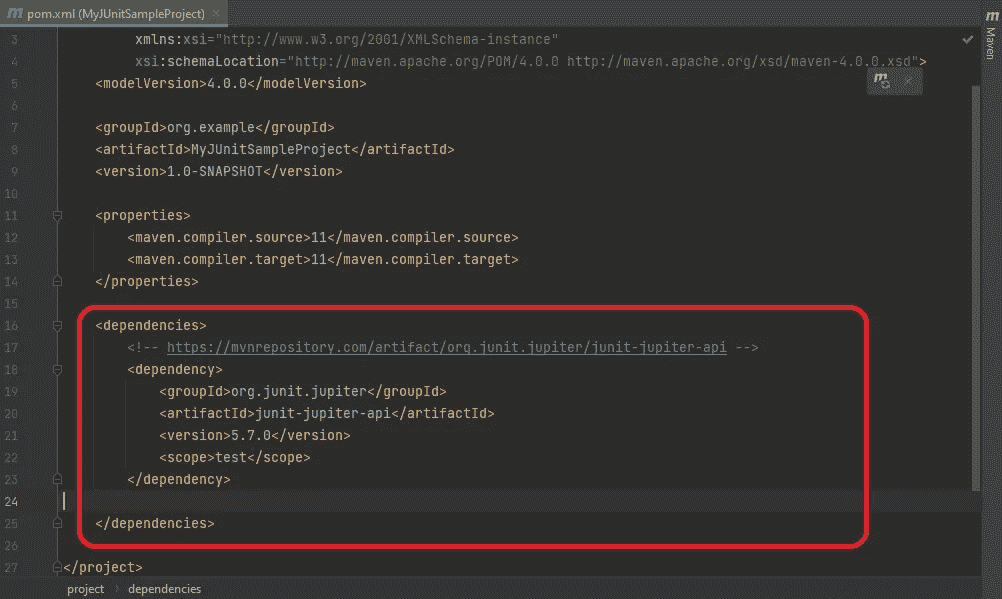 pom.xml (MyJUnitSampleProject)
m
Maven
3 xmlns:xsi="http://www.w3.org/2001/XMLSchema-instance"
4 xsi:schemaLocation="http://maven.apache.org/POM/4.0.0 http://maven.apache.org/xsd/maven-4.0.0.xsd">
5 <modelVersion>4.0.0</modelVersion>
6
7 <groupId>org.example</groupId>
8 <artifactId>MyJUnitSampleProject</artifactId>
9 <version>1.0-SNAPSHOT</version>
10
11 <properties>
12 <maven.compiler.source>11</maven.compiler.source>
13 <maven.compiler.target>11</maven.compiler.target>
14 </properties>
15
16 <dependencies>
17 <!-- https://mvnrepository.com/artifact/org.junit.jupiter/junit-jupiter-api -->
18 <dependency>
19 <groupId>org.junit.jupiter</groupId>
20 <artifactId>junit-jupiter-api</artifactId>
21 <version>5.7.0</version>
22 <scope>test</scope>
23 </dependency>
24
25 </dependencies>
26
27 </project>
project > dependencies